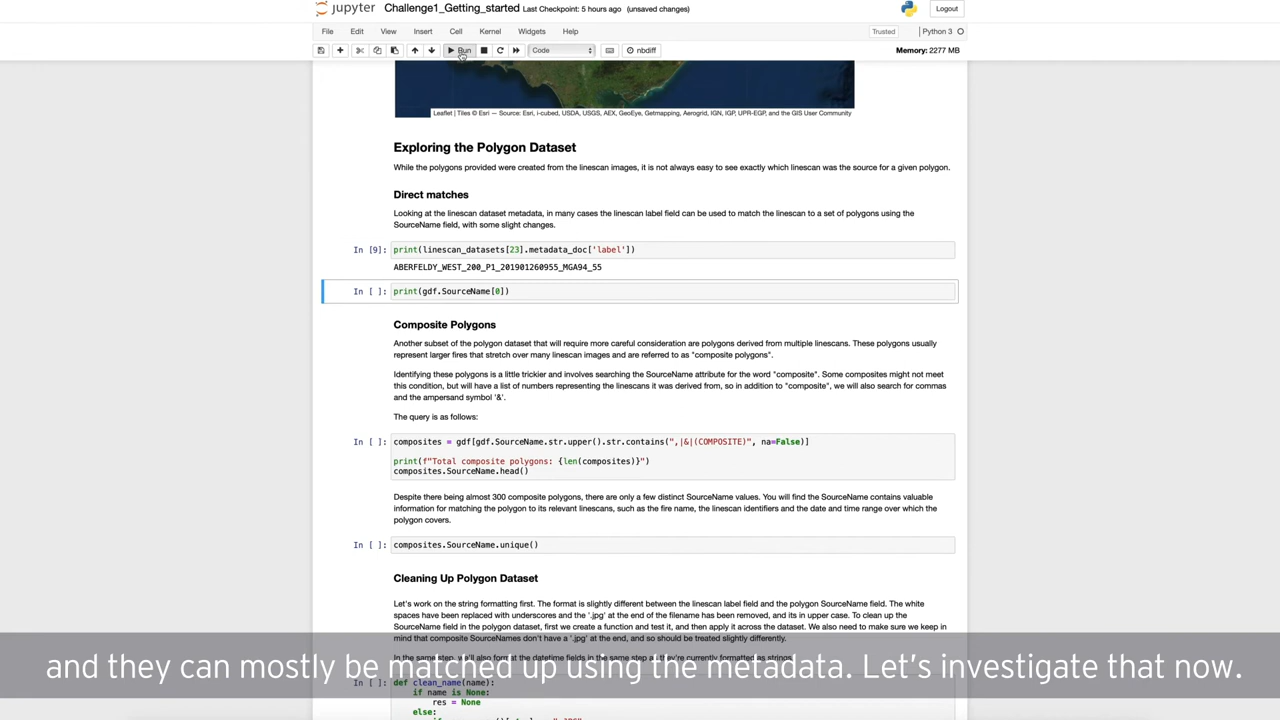 jupyter Challenge1_Getting_started Last Checkpoint: 5 hours ago (unsaved changes) Logout
File Edit View Insert Cell Kernel Widgets Help Trusted Python 3
Run Code nbdiff Memory: 2277 MB
Leaflet | Tiles © Esri — Source: Esri, i-cubed, USDA, USGS, AEX, GeoEye, Getmapping, Aerogrid, IGN, IGP, UPR-EGP, and the GIS User Community
Exploring the Polygon Dataset
While the polygons provided were created from the linescan images, it is not always easy to see exactly which linescan was the source for a given polygon.
Direct matches
Looking at the linescan dataset metadata, in many cases the linescan label field can be used to match the linescan to a set of polygons using the
SourceName field, with some slight changes.
In [9]: print(linescan_datasets[23].metadata_doc['label'])
ABERFELDY_WEST_200_P1_201901260955_MGA94_55
In [ ]: print(gdf.SourceName[0])
Composite Polygons
Another subset of the polygon dataset that will require more careful consideration are polygons derived from multiple linescans. These polygons usually
represent larger fires that stretch over many linescan images and are referred to as "composite polygons".
Identifying these polygons is a little trickier and involves searching the SourceName attribute for the word "composite". Some composites might not meet
this condition, but will have a list of numbers representing the linescans it was derived from, so in addition to "composite", we will also search for commas
and the ampersand symbol '&'.
The query is as follows:
In [ ]: composites = gdf[gdf.SourceName.str.upper().str.contains(",|&|(COMPOSITE)", na=False)]
print(f"Total composite polygons: {len(composites)}")
composites.SourceName.head()
Despite there being almost 300 composite polygons, there are only a few distinct SourceName values. You will find the SourceName contains valuable
information for matching the polygon to its relevant linescans, such as the fire name, the linescan identifiers and the date and time range over which the
polygon covers.
In [ ]: composites.SourceName.unique()
Cleaning Up Polygon Dataset
Let's work on the string formatting first. The format is slightly different between the linescan label field and the polygon SourceName field. The white
spaces have been replaced with underscores and the '.jpg' at the end of the filename has been removed, and its in upper case. To clean up the
SourceName field in the polygon dataset, first we create a function and test it, and then apply it across the dataset. We also need to make sure we keep in
mind that composite SourceNames don't have a '.jpg' at the end, and so should be treated slightly differently.
In the same step, we'll also format the datetime fields in the same step as they're currently formatted as strings.
and they can mostly be matched up using the metadata. Let's investigate that now.
In [ ]: def clean_name(name):
if name is None:
res = None
else: